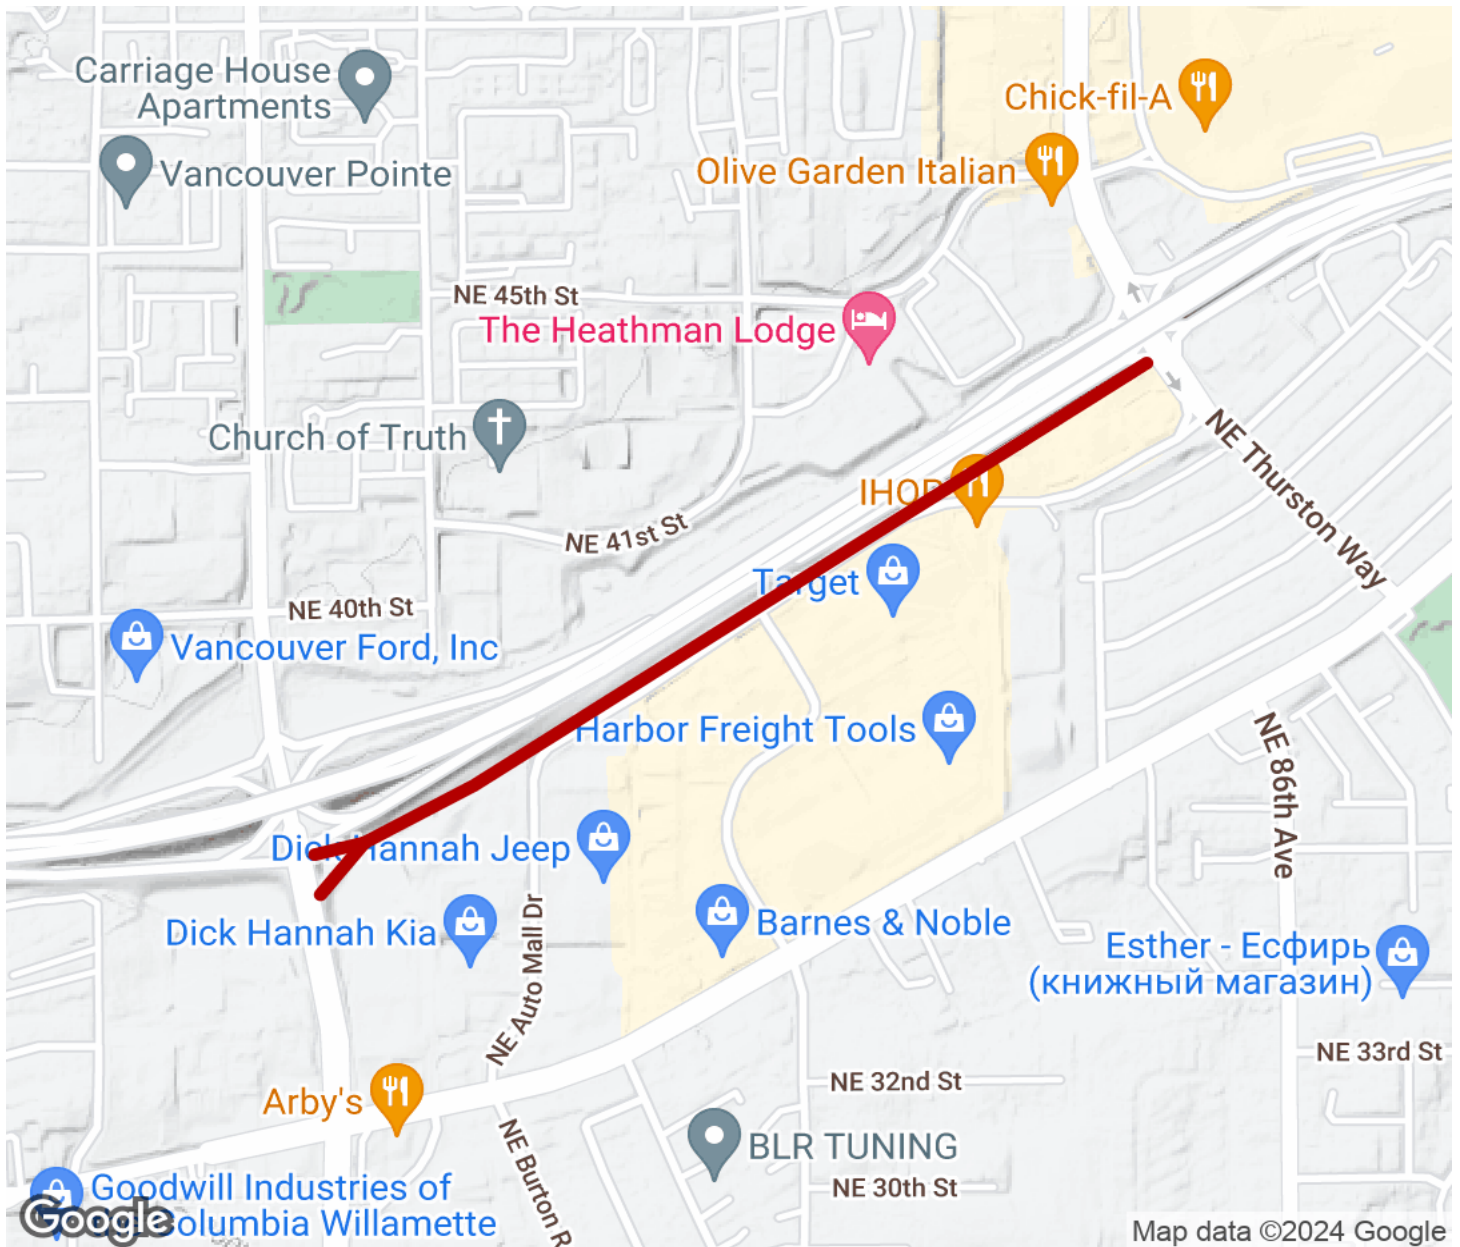 Carriage House
Apartments
Chick-fil-A
Vancouver Pointe
Olive Garden Italian
NE 45th St
The Heathman Lodge
Church of Truth
NE Thurston Way
IHOP
NE 41st St
Target
NE 40th St
Vancouver Ford, Inc
Harbor Freight Tools
NE 86th Ave
Dick Hannah Jeep
Dick Hannah Kia
NE Auto Mall Dr
Barnes & Noble
Esther - Есфирь
(книжный магазин)
NE 33rd St
NE 32nd St
Arby's
NE Burton R
BLR TUNING
NE 30th St
Goodwill Industries of
the Columbia Willamette
Google
Map data ©2024 Google